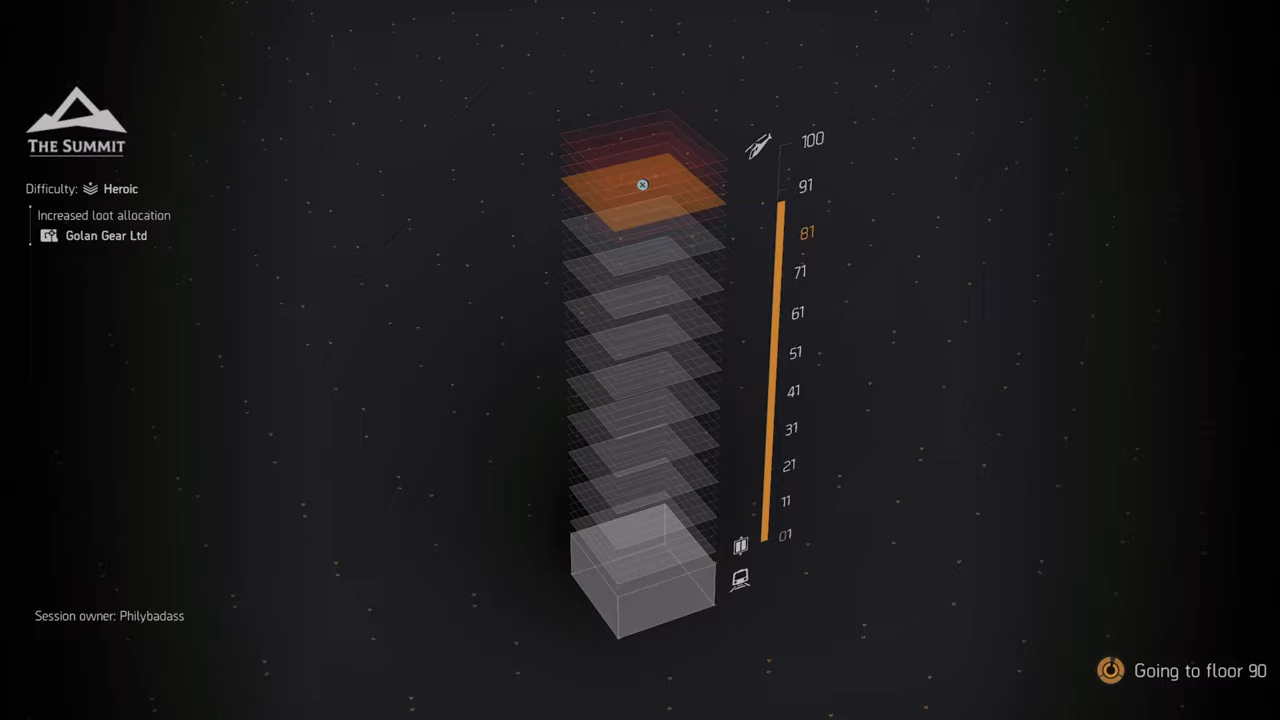 THE SUMMIT
Difficulty: Heroic
Increased loot allocation
Golan Gear Ltd
100
91
81
71
61
51
41
31
21
11
01
Session owner: Philybadass
Going to floor 90